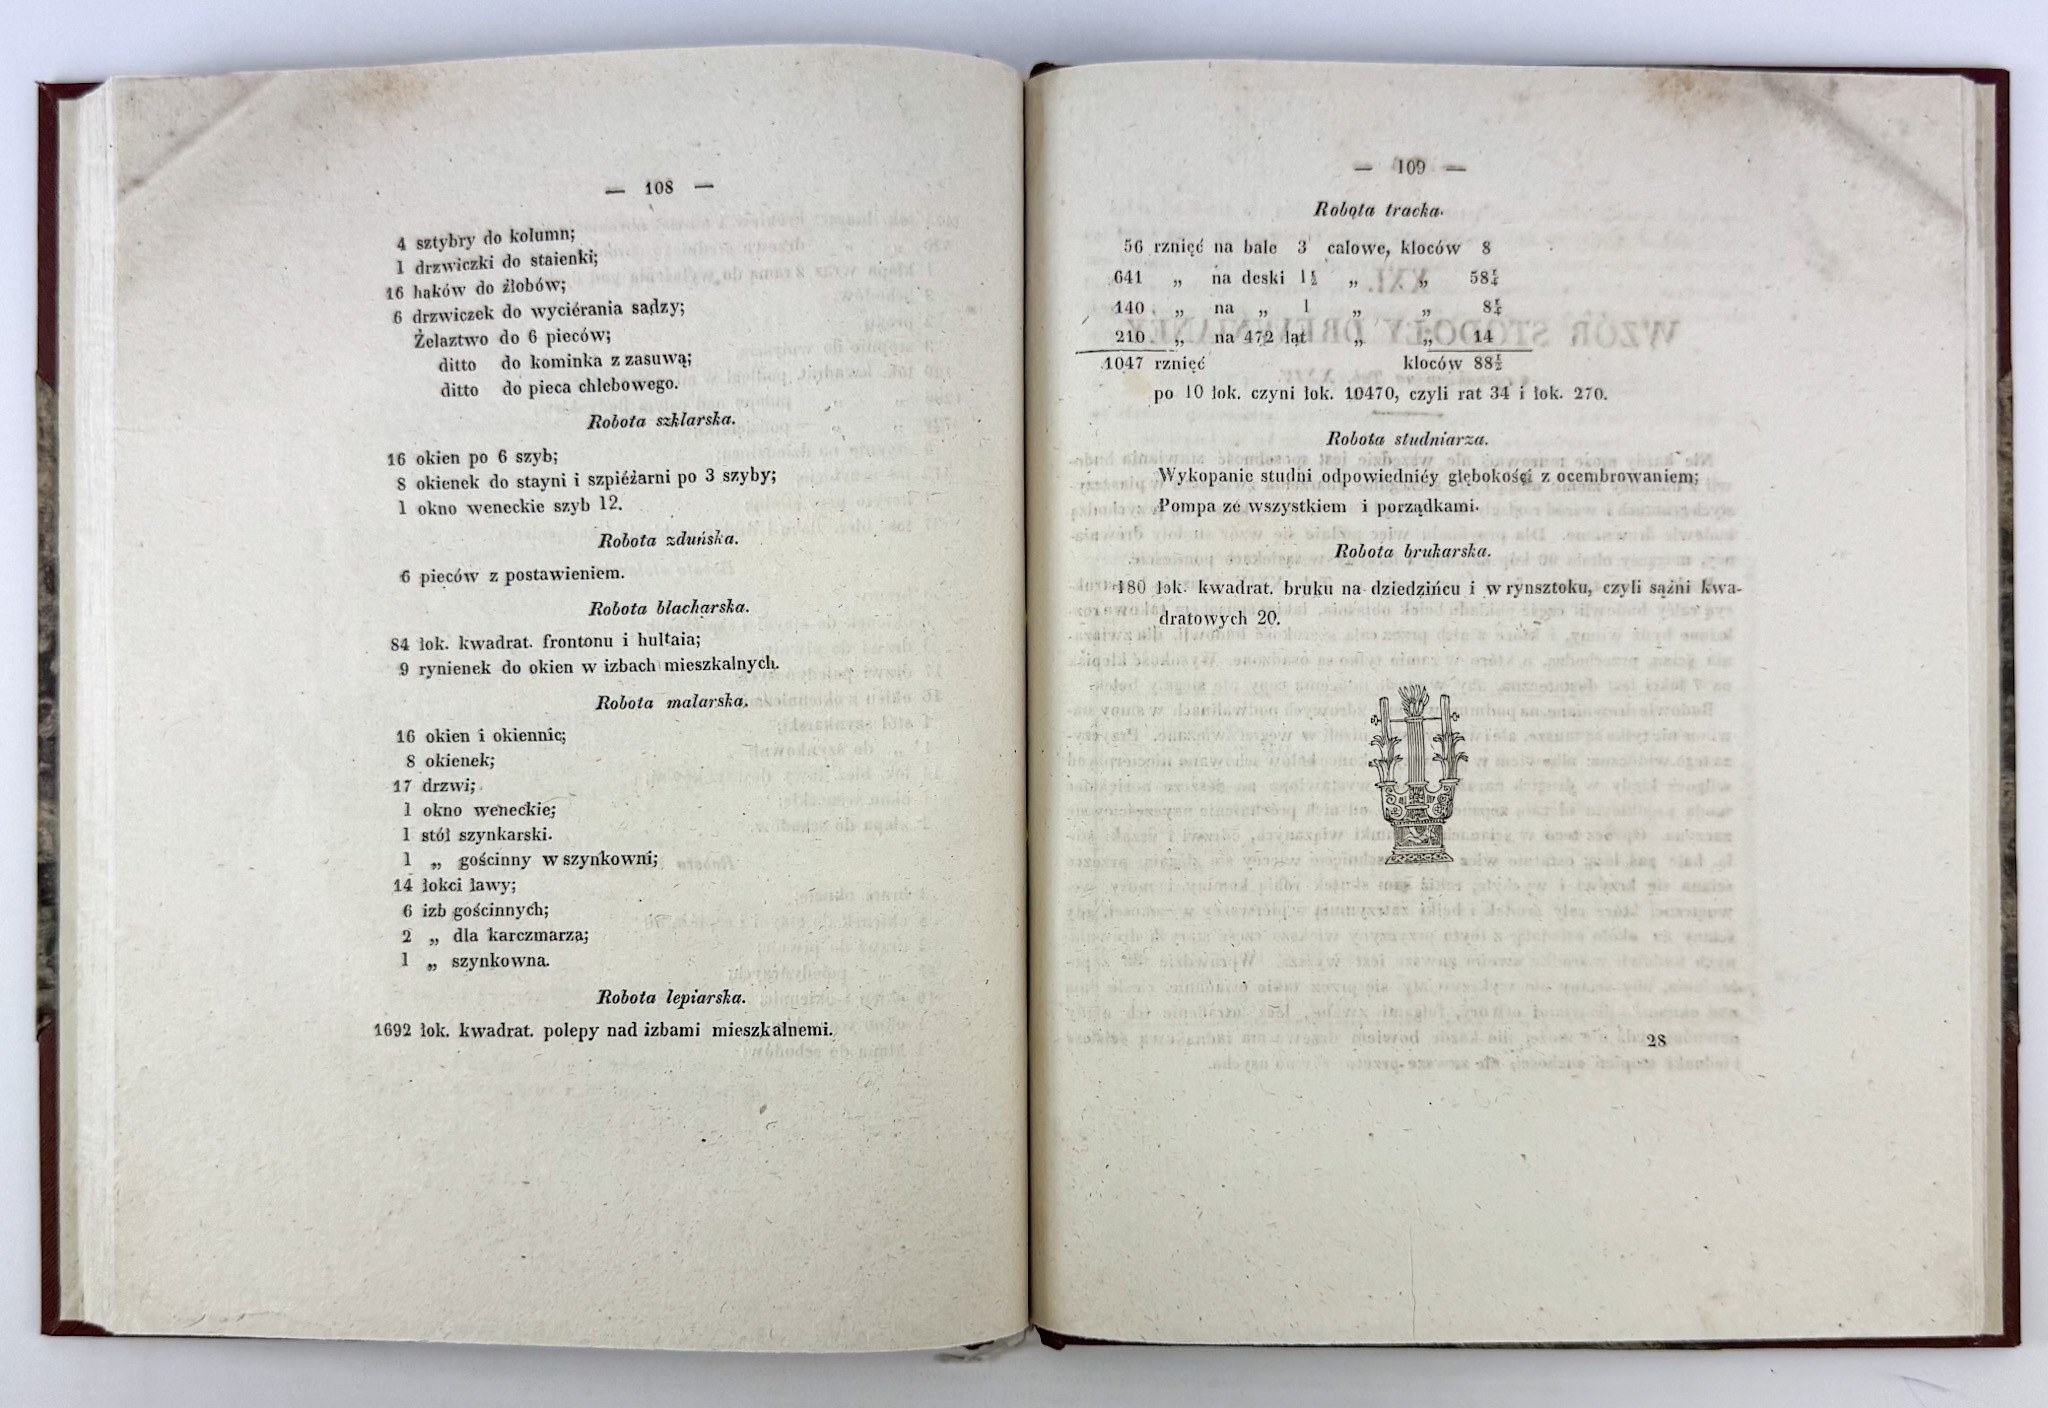 — 108 —
4 sztybry do kolumn;
1 drzwiczki do staienki;
16 haków do żłobów;
6 drzwiczek do wyciérania sądzy;
Żelaztwo do 6 pieców;
ditto do kominka z zasuwą;
ditto do pieca chlebowego.
Robota szklarska.
16 okien po 6 szyb;
8 okienek do stayni i szpiéżarni po 3 szyby;
1 okno weneckie szyb 12.
Robota zduńska.
6 pieców z postawieniem.
Robota blacharska.
84 łok. kwadrat. frontonu i hultaia;
9 rynienek do okien w izbach mieszkalnych.
Robota malarska.
16 okien i okiennic;
8 okienek;
17 drzwi;
1 okno weneckie;
1 stół szynkarski.
1 „ gościnny w szynkowni;
14 łokci ławy;
6 izb gościnnych;
2 „ dla karczmarza;
1 „ szynkowna.
Robota lepiarska.
1692 łok. kwadrat. polepy nad izbami mieszkalnemi.
— 109 —
Robota tracka.
56 rznięć na bale 3 calowe, kloców 8
641 „ na deski 1½ „ „ 58¼
140 „ na „ 1 „ „ 8¼
210 „ na 472 łąt „ „ 14
1047 rznięć kloców 88½
po 10 łok. czyni łok. 10470, czyli rat 34 i łok. 270.
Robota studniarza.
Wykopanie studni odpowiedniéy głębokości z ocembrowaniem;
Pompa ze wszystkiem i porządkami.
Robota brukarska.
180 łok. kwadrat. bruku na dziedzińcu i w rynsztoku, czyli sążni kwa-
dratowych 20.
28